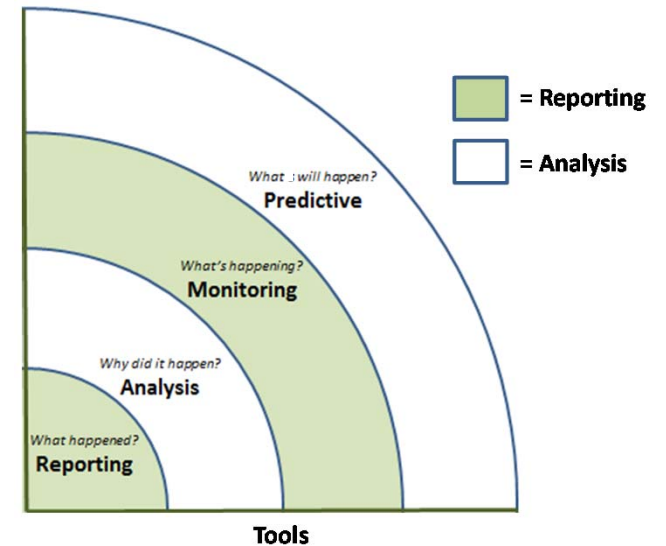 = Reporting
= Analysis
What will happen?
Predictive
What's happening?
Monitoring
Why did it happen?
Analysis
What happened?
Reporting
Tools